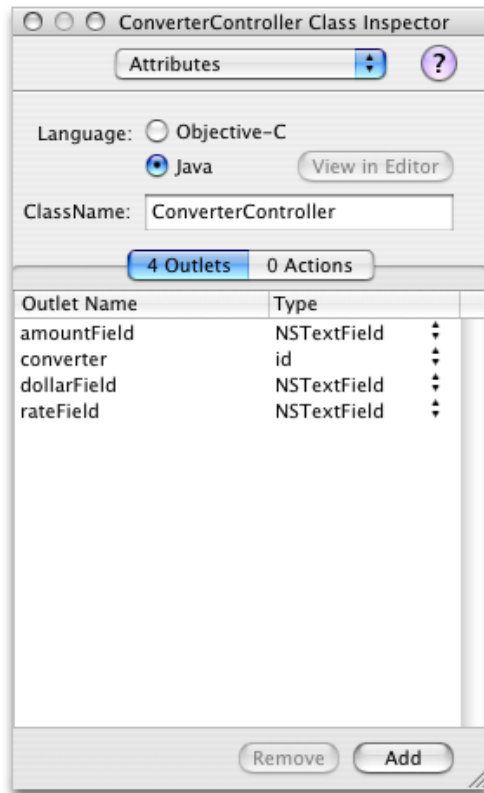 ConverterController Class Inspector
Attributes
?
Language: Objective-C
Java View in Editor
ClassName: ConverterController
4 Outlets 0 Actions
Outlet Name Type
amountField NSTextField
converter id
dollarField NSTextField
rateField NSTextField
Remove Add